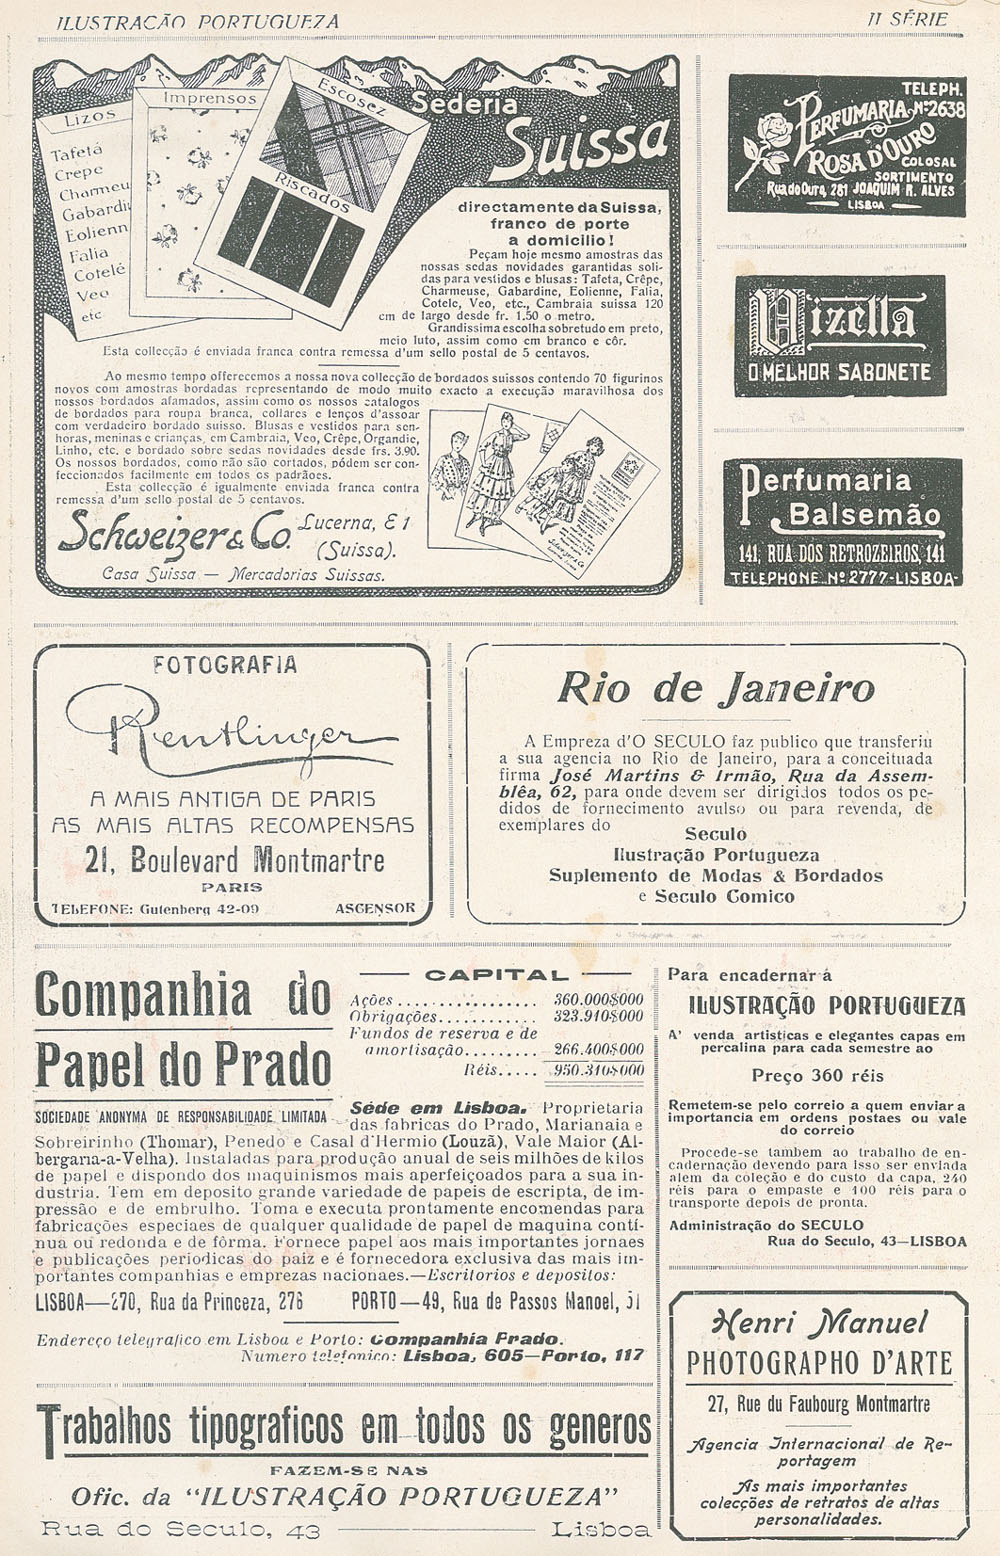 ILUSTRAÇÃO PORTUGUEZA
II SÉRIE
Lizos
Tafetá
Crepe
Charmeu
Gabardi
Eolienn
Falia
Cotelé
Veo
etc
Imprensos
Escosez
Riscados
Sederia
Suissa
directamente da Suissa,
franco de porte
a domicilio!
Peçam hoje mesmo amostras das
nossas sedas novidades garantidas soli-
das para vestidos e blusas: Tafeta, Crêpe,
Charmeuse, Gabardine, Eolienne, Falia,
Cotele, Veo, etc., Cambraia suissa 120
cm de largo desde fr. 1.50 o metro.
Grandissima escolha sobretudo em preto,
meio luto, assim como em branco e côr.
Esta collecção é enviada franca contra remessa d'um sello postal de 5 centavos.
Ao mesmo tempo offerecemos a nossa nova collecção de bordados suissos contendo 70 figurinos
novos com amostras bordadas representando de modo muito exacto a execução maravilhosa dos
nossos bordados afamados, assim como os nossos catalogos
de bordados para roupa branca, collares e lenços d'assoar
com verdadeiro bordado suisso. Blusas e vestidos para sen-
horas, meninas e crianças, em Cambraia, Veo, Crêpe, Organdie,
Linho, etc. e bordado sobre sedas novidades desde frs. 3.90.
Os nossos bordados, como não são cortados, pódem ser con-
feccionados facilmente em todos os padrãoes.
Esta collecção é igualmente enviada franca contra
remessa d'um sello postal de 5 centavos.
Schweizer & Co. Lucerna, E 1
(Suissa).
Casa Suissa — Mercadorias Suissas.
TELEPH.
Nº 2638
PERFUMARIA
ROSA D'OURO
COLOSAL
SORTIMENTO
Rua do Ouro, 281 JOAQUIM R. ALVES
— LISBOA —
Vizella
O MELHOR SABONETE
Perfumaria
Balsemão
141, RUA DOS RETROZEIROS, 141
TELEPHONE Nº 2777-LISBOA-
FOTOGRAFIA
Reutlinger
A MAIS ANTIGA DE PARIS
AS MAIS ALTAS RECOMPENSAS
21, Boulevard Montmartre
PARIS
TELEFONE: Gutenberg 42-09 ASCENSOR
Rio de Janeiro
A Empreza d'O SECULO faz publico que transferiu
a sua agencia no Rio de Janeiro, para a conceituada
firma José Martins & Irmão, Rua da Assem-
blêa, 62, para onde devem ser dirigidos todos os pe-
didos de fornecimento avulso ou para revenda, de
exemplares do
Seculo
Ilustração Portugueza
Suplemento de Modas & Bordados
e Seculo Comico
Companhia do
Papel do Prado
SOCIEDADE ANONYMA DE RESPONSABILIDADE LIMITADA
— CAPITAL —
Ações ................. 360.000$000
Obrigações............ 323.910$000
Fundos de reserva e de
amortisação......... 266.400$000
Réis..... 950.310$000
Séde em Lisboa. Proprietaria
das fabricas do Prado, Marianaia e
Sobreirinho (Thomar), Penedo e Casal d'Hermio (Louzã), Vale Maior (Al-
bergaria-a-Velha). Instaladas para produção anual de seis milhões de kilos
de papel e dispondo dos maquinismos mais aperfeiçoados para a sua in-
dustria. Tem em deposito grande variedade de papeis de escripta, de im-
pressão e de embrulho. Toma e executa prontamente encomendas para
fabricações especiaes de qualquer qualidade de papel de maquina contí-
nua ou redonda e de fôrma. Fornece papel aos mais importantes jornaes
e publicações periodicas do paiz e é fornecedora exclusiva das mais im-
portantes companhias e emprezas nacionaes.—Escritorios e depositos:
LISBOA—270, Rua da Princeza, 276 PORTO—49, Rua de Passos Manoel, 51
Endereço telegrafico em Lisboa e Porto: Companhia Prado.
Numero telefonico: Lisboa, 605—Porto, 117
Para encadernar á
ILUSTRAÇÃO PORTUGUEZA
A' venda artisticas e elegantes capas em
percalina para cada semestre ao
Preço 360 réis
Remetem-se pelo correio a quem enviar a
importancia em ordens postaes ou vale
do correio
Procede-se tambem ao trabalho de en-
cadernação devendo para isso ser enviada
alem da coleção e do custo da capa, 240
réis para o empaste e 100 réis para o
transporte depois de pronta.
Administração do SECULO
Rua do Seculo, 43—LISBOA
Trabalhos tipograficos em todos os generos
FAZEM-SE NAS
Ofic. da “ILUSTRAÇÃO PORTUGUEZA”
Rua do Seculo, 43 — Lisboa
Henri Manuel
PHOTOGRAPHO D'ARTE
27, Rue du Faubourg Montmartre
Agencia Internacional de Re-
portagem
As mais importantes
colecções de retratos de altas
personalidades.